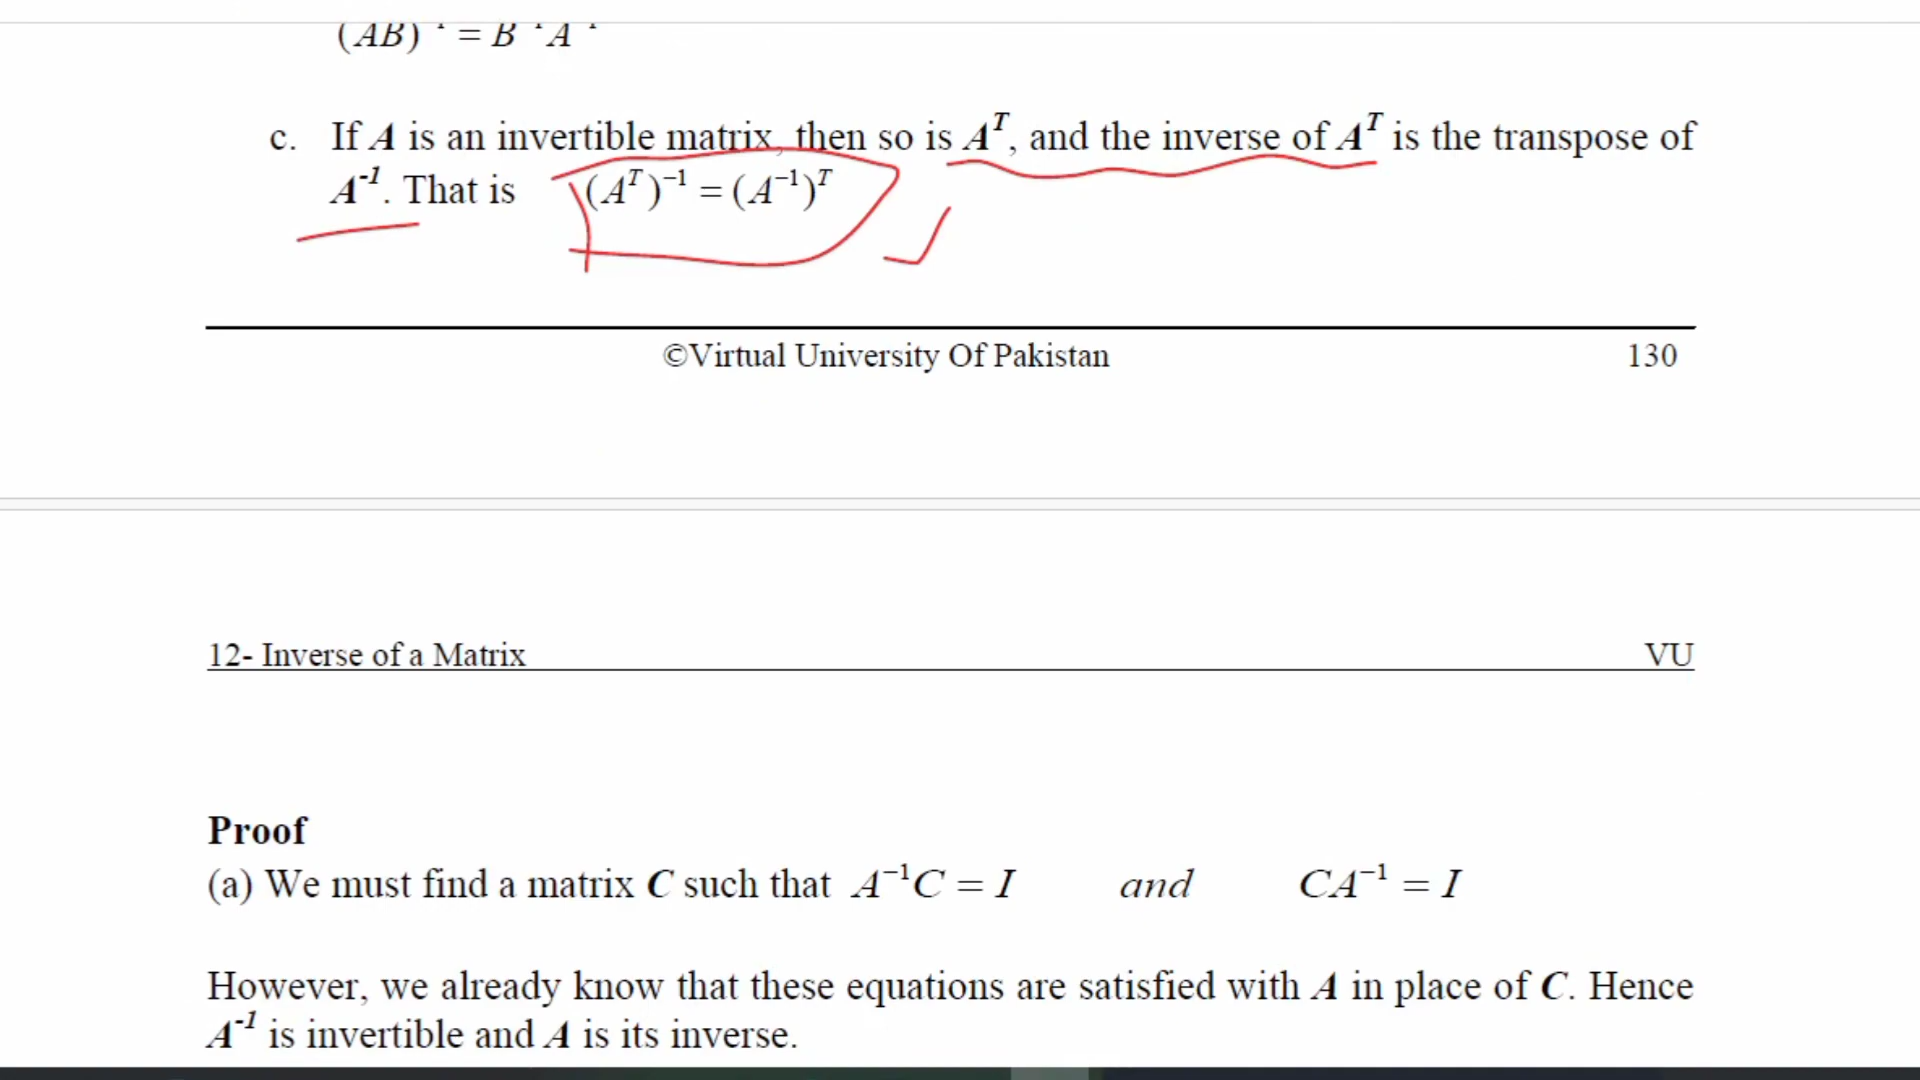 (AB)⁻¹ = B⁻¹A⁻¹
c. If A is an invertible matrix, then so is Aᵀ, and the inverse of Aᵀ is the transpose of
A⁻¹. That is (Aᵀ)⁻¹ = (A⁻¹)ᵀ
©Virtual University Of Pakistan 130
12- Inverse of a Matrix VU
Proof
(a) We must find a matrix C such that A⁻¹C = I and CA⁻¹ = I
However, we already know that these equations are satisfied with A in place of C. Hence
A⁻¹ is invertible and A is its inverse.